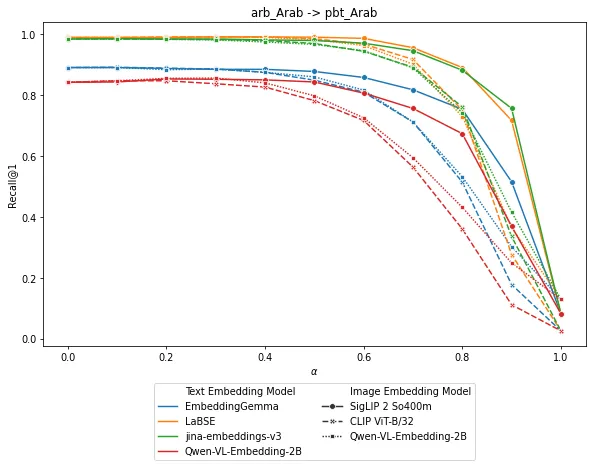 arb_Arab -> pbt_Arab
1.0
0.8
0.6
0.4
0.2
0.0
Recall@1
0.0 0.2 0.4 0.6 0.8 1.0
α
Text Embedding Model
EmbeddingGemma
LaBSE
jina-embeddings-v3
Qwen-VL-Embedding-2B
Image Embedding Model
SigLIP 2 So400m
CLIP ViT-B/32
Qwen-VL-Embedding-2B